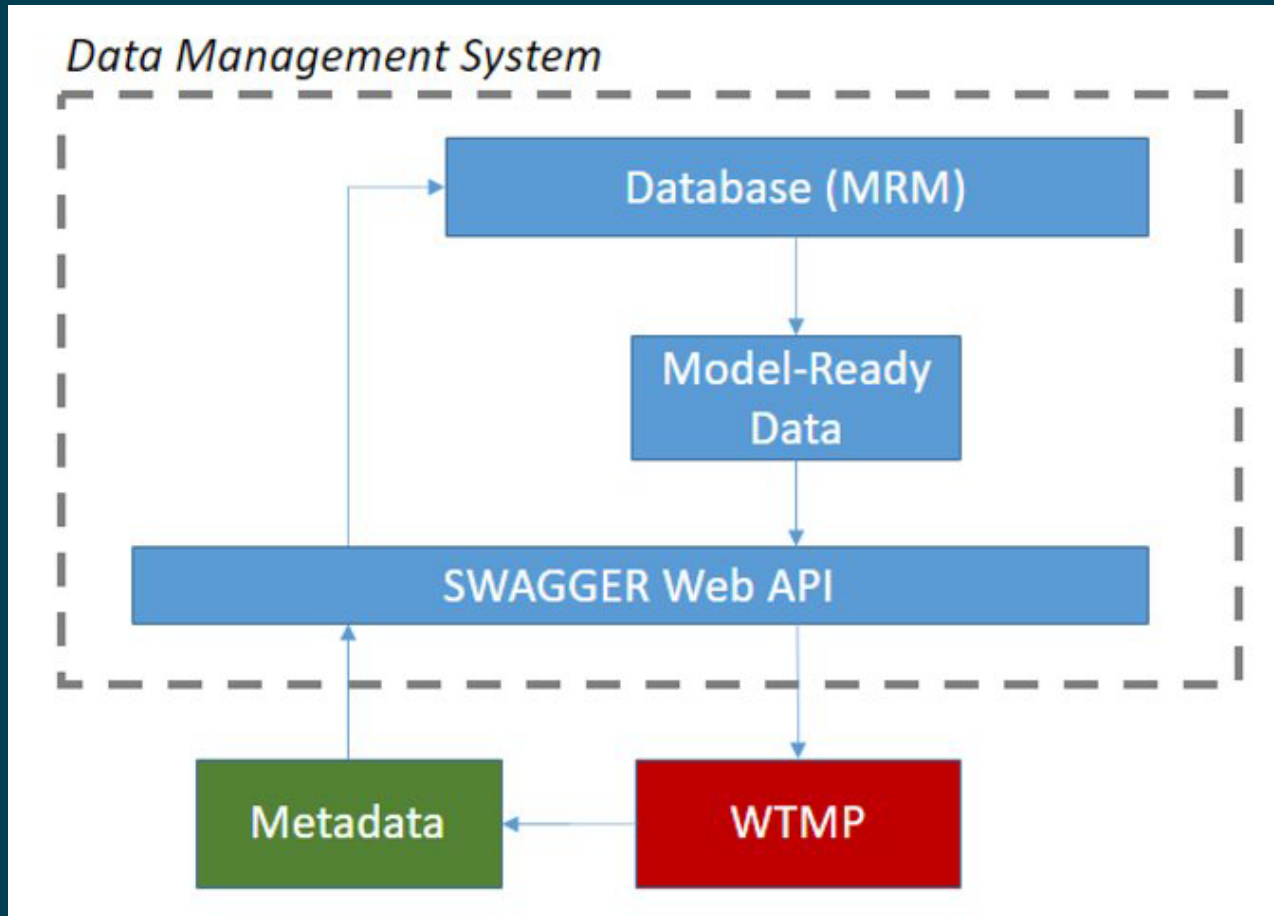 Data Management System
Database (MRM)
Model-Ready
Data
SWAGGER Web API
Metadata
WTMP